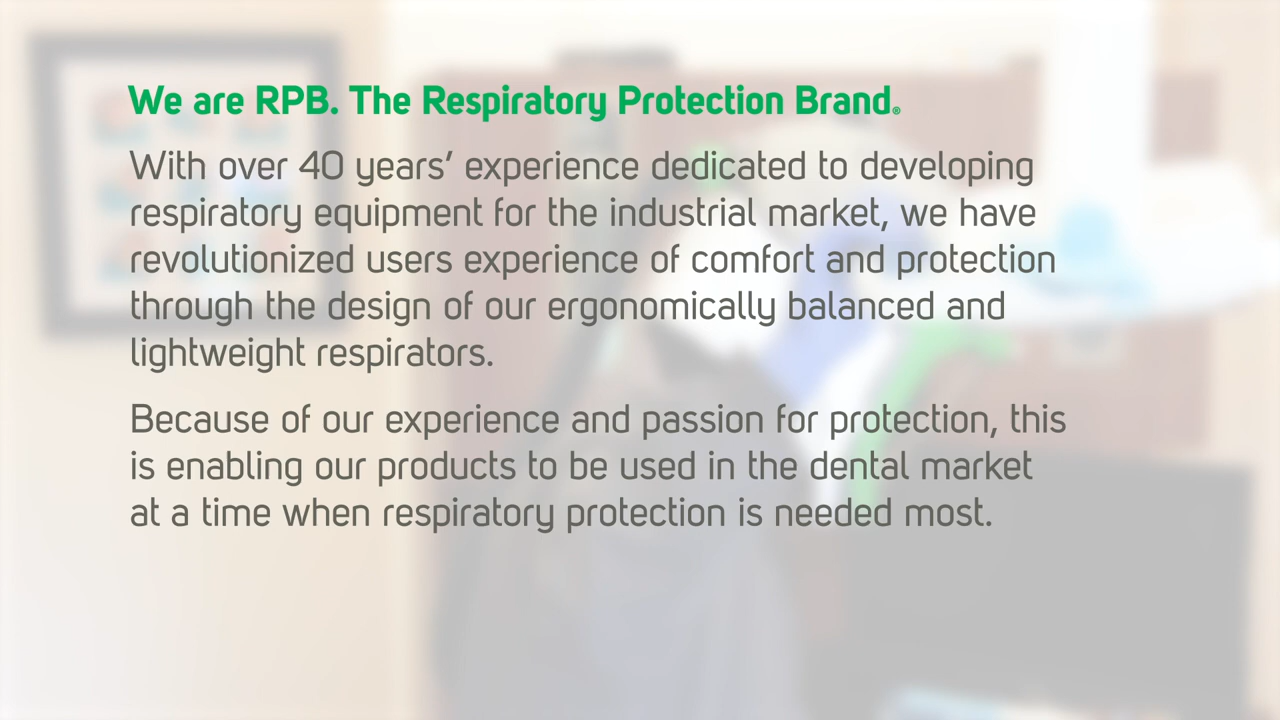 We are RPB. The Respiratory Protection Brand®
With over 40 years’ experience dedicated to developing
respiratory equipment for the industrial market, we have
revolutionized users experience of comfort and protection
through the design of our ergonomically balanced and
lightweight respirators.
Because of our experience and passion for protection, this
is enabling our products to be used in the dental market
at a time when respiratory protection is needed most.